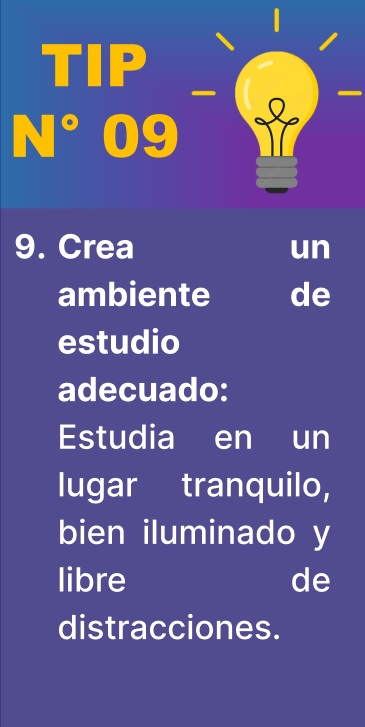 TIP
N° 09
9. Crea un
ambiente de
estudio
adecuado:
Estudia en un
lugar tranquilo,
bien iluminado y
libre de
distracciones.